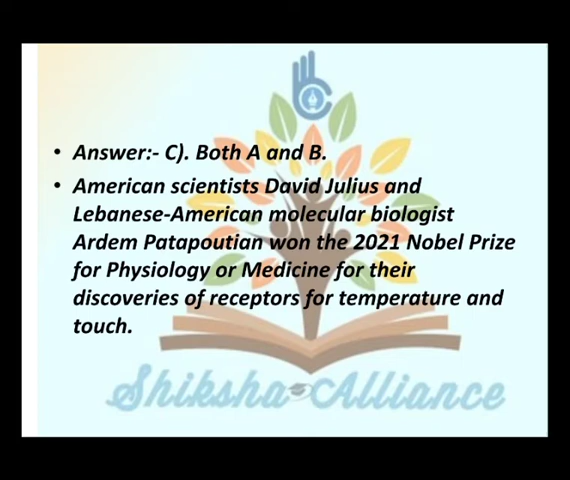 • Answer:- C). Both A and B.
• American scientists David Julius and
Lebanese-American molecular biologist
Ardem Patapoutian won the 2021 Nobel Prize
for Physiology or Medicine for their
discoveries of receptors for temperature and
touch.
Shiksha Alliance